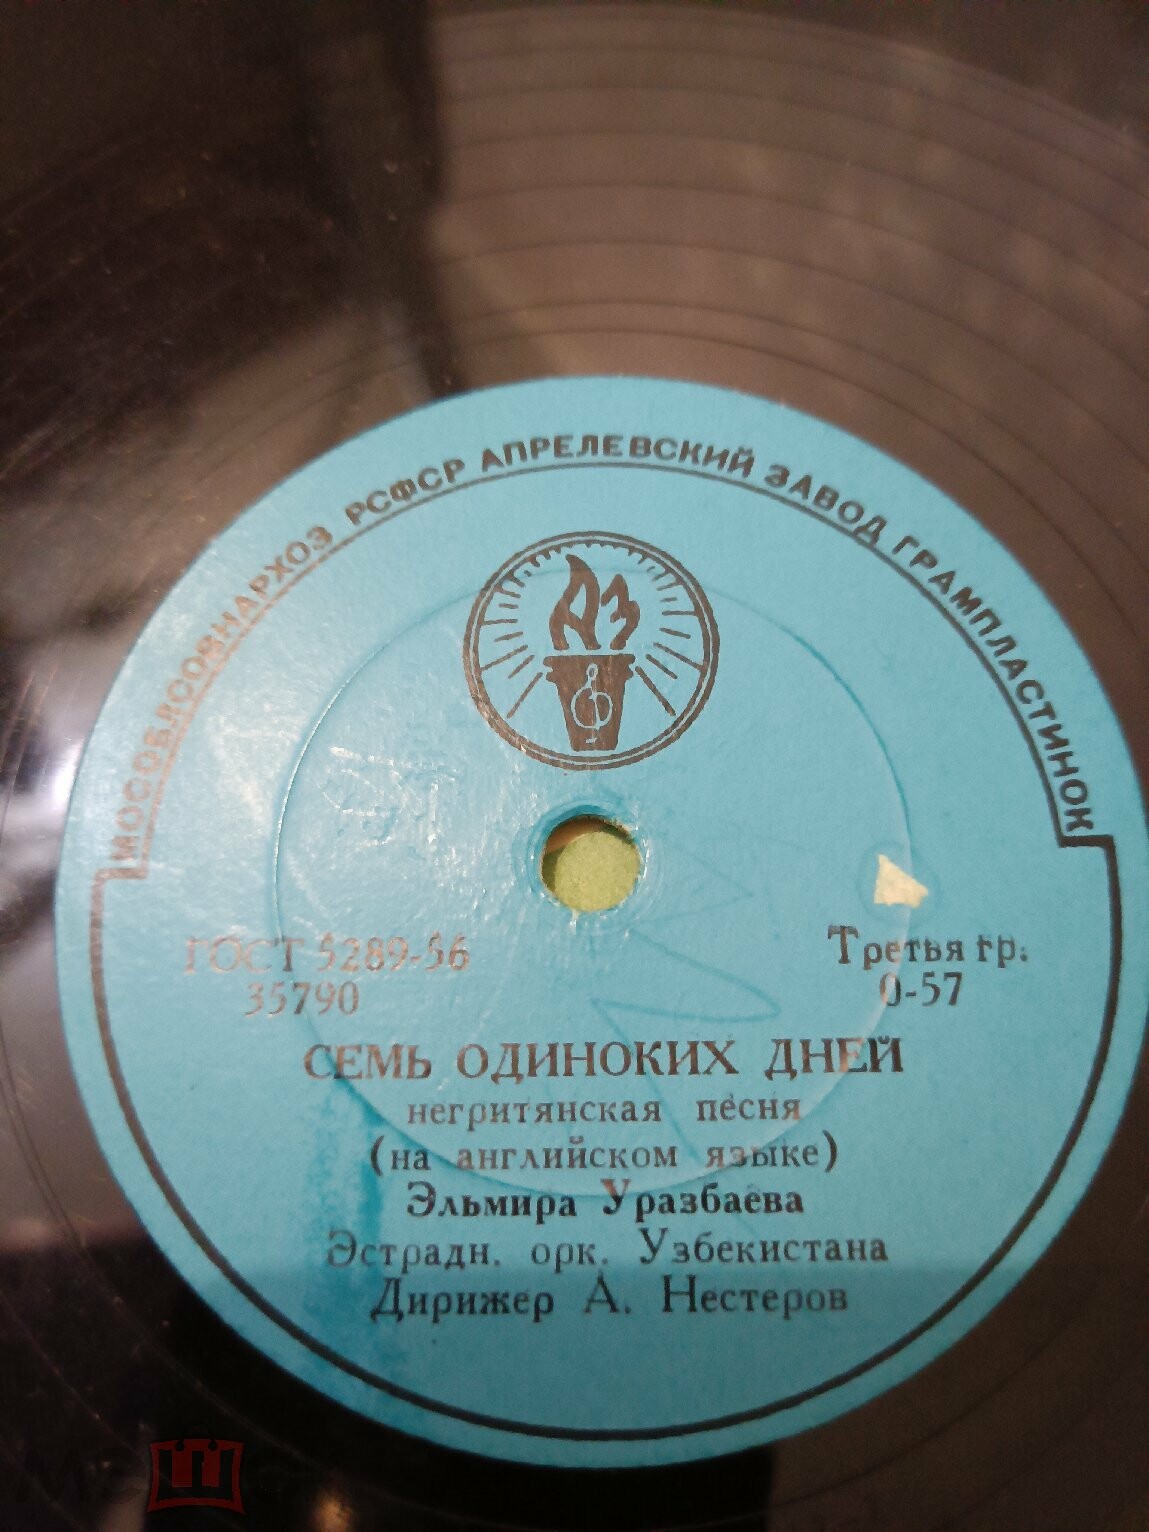 МОСОБЛСОВНАРХОЗ РСФСР АПРЕЛЕВСКИЙ ЗАВОД ГРАМПЛАСТИНОК
АЗ
ГОСТ 5289-56
35790
Третья гр.
0-57
СЕМЬ ОДИНОКИХ ДНЕЙ
негритянская песня
(на английском языке)
Эльмира Уразбаева
Эстрадн. орк. Узбекистана
Дирижер А. Нестеров